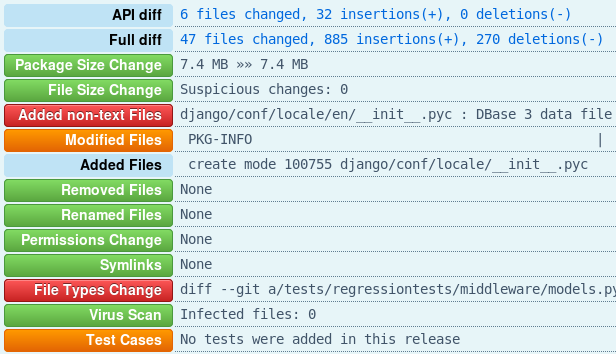 API diff 6 files changed, 32 insertions(+), 0 deletions(-)
Full diff 47 files changed, 885 insertions(+), 270 deletions(-)
Package Size Change 7.4 MB »» 7.4 MB
File Size Change Suspicious changes: 0
Added non-text Files django/conf/locale/en/__init__.pyc : DBase 3 data file
Modified Files PKG-INFO |
Added Files create mode 100755 django/conf/locale/__init__.pyc
Removed Files None
Renamed Files None
Permissions Change None
Symlinks None
File Types Change diff --git a/tests/regressiontests/middleware/models.py
Virus Scan Infected files: 0
Test Cases No tests were added in this release